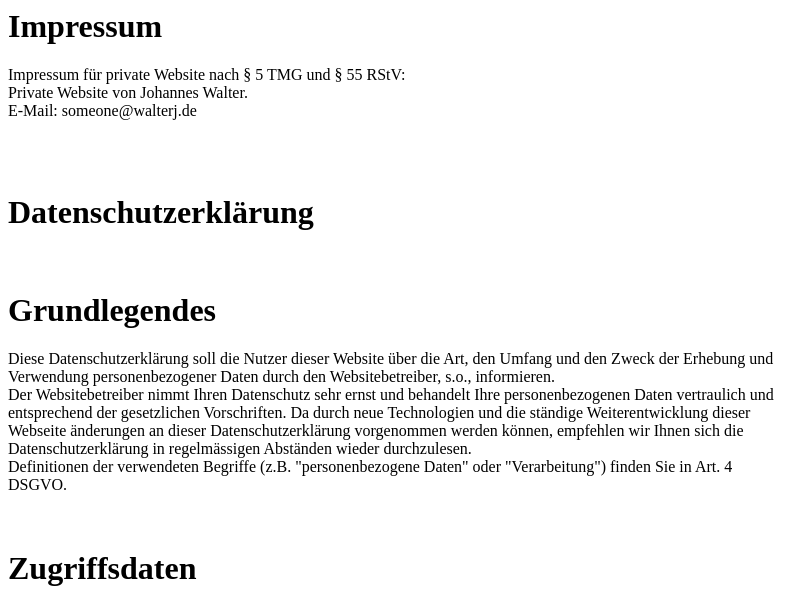 Impressum
Impressum für private Website nach § 5 TMG und § 55 RStV:
Private Website von Johannes Walter.
E-Mail: someone@walterj.de
Datenschutzerklärung
Grundlegendes
Diese Datenschutzerklärung soll die Nutzer dieser Website über die Art, den Umfang und den Zweck der Erhebung und
Verwendung personenbezogener Daten durch den Websitebetreiber, s.o., informieren.
Der Websitebetreiber nimmt Ihren Datenschutz sehr ernst und behandelt Ihre personenbezogenen Daten vertraulich und
entsprechend der gesetzlichen Vorschriften. Da durch neue Technologien und die ständige Weiterentwicklung dieser
Webseite änderungen an dieser Datenschutzerklärung vorgenommen werden können, empfehlen wir Ihnen sich die
Datenschutzerklärung in regelmässigen Abständen wieder durchzulesen.
Definitionen der verwendeten Begriffe (z.B. "personenbezogene Daten" oder "Verarbeitung") finden Sie in Art. 4
DSGVO.
Zugriffsdaten